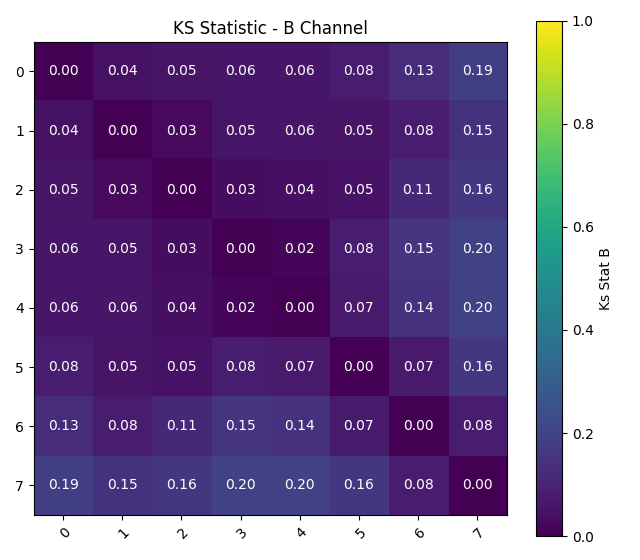 KS Statistic - B Channel
0 0.00 0.04 0.05 0.06 0.06 0.08 0.13 0.19
1 0.04 0.00 0.03 0.05 0.06 0.05 0.08 0.15
2 0.05 0.03 0.00 0.03 0.04 0.05 0.11 0.16
3 0.06 0.05 0.03 0.00 0.02 0.08 0.15 0.20
4 0.06 0.06 0.04 0.02 0.00 0.07 0.14 0.20
5 0.08 0.05 0.05 0.08 0.07 0.00 0.07 0.16
6 0.13 0.08 0.11 0.15 0.14 0.07 0.00 0.08
7 0.19 0.15 0.16 0.20 0.20 0.16 0.08 0.00
0 1 2 3 4 5 6 7
1.0
0.8
0.6
0.4
0.2
0.0
Ks Stat B